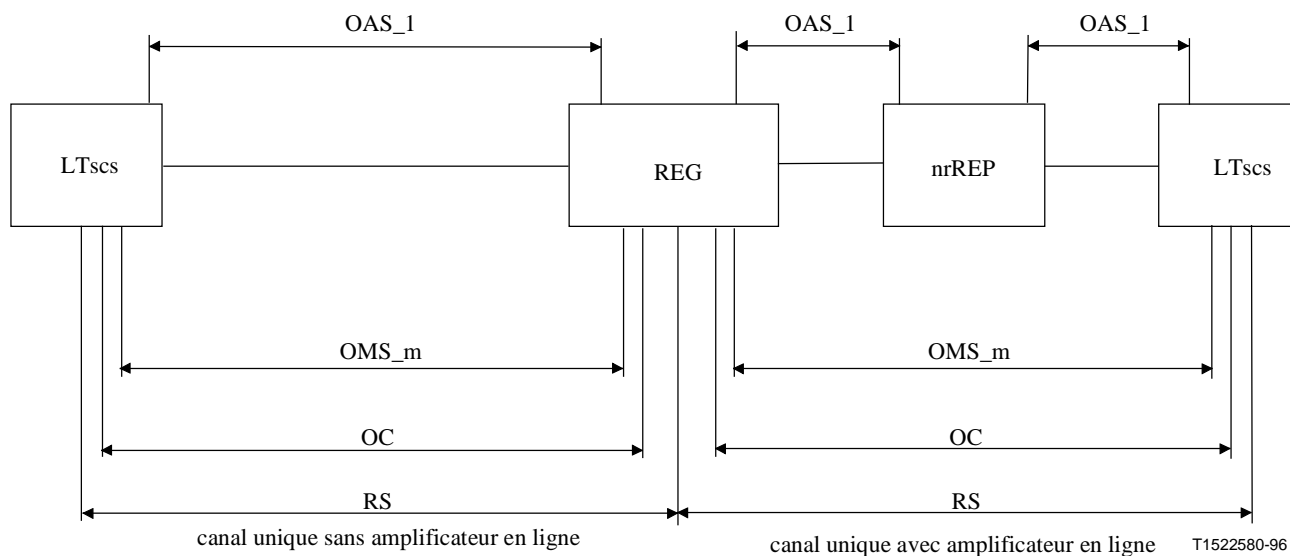 OAS_1 OAS_1 OAS_1
LTscs REG nrREP LTscs
OMS_m OMS_m
OC OC
RS RS
canal unique sans amplificateur en ligne canal unique avec amplificateur en ligne T1522580-96